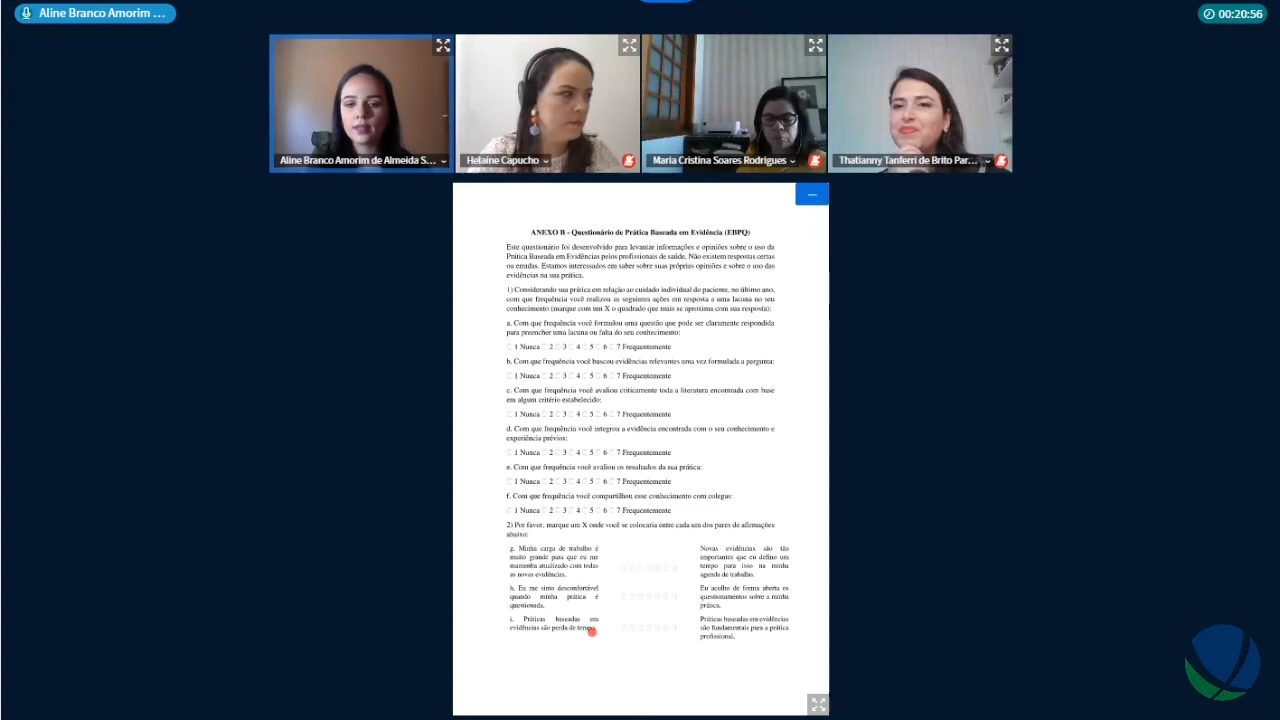 Aline Branco Amorim ...
00:20:56
Aline Branco Amorim de Almeida S...
Helaine Capucho
Maria Cristina Soares Rodrigues
Thatianny Tanferri de Brito Par...
ANEXO B - Questionário de Prática Baseada em Evidência (EBPQ)
Este questionário foi desenvolvido para levantar informações e opiniões sobre o uso da
Prática Baseada em Evidências pelos profissionais de saúde. Não existem respostas certas
ou erradas. Estamos interessados em saber sobre suas próprias opiniões e sobre o uso das
evidências na sua prática.
1) Considerando sua prática em relação ao cuidado individual do paciente, no último ano,
com que frequência você realizou as seguintes ações em resposta a uma lacuna no seu
conhecimento (marque com um X o quadrado que mais se aproxima com sua resposta):
a. Com que frequência você formulou uma questão que pode ser claramente respondida
para preencher uma lacuna ou falta do seu conhecimento:
1 Nunca 2 3 4 5 6 7 Frequentemente
b. Com que frequência você buscou evidências relevantes uma vez formulada a pergunta:
1 Nunca 2 3 4 5 6 7 Frequentemente
c. Com que frequência você avaliou criticamente toda a literatura encontrada com base
em algum critério estabelecido:
1 Nunca 2 3 4 5 6 7 Frequentemente
d. Com que frequência você integrou a evidência encontrada com o seu conhecimento e
experiência prévios:
1 Nunca 2 3 4 5 6 7 Frequentemente
e. Com que frequência você avaliou os resultados da sua prática:
1 Nunca 2 3 4 5 6 7 Frequentemente
f. Com que frequência você compartilhou esse conhecimento com colegas:
1 Nunca 2 3 4 5 6 7 Frequentemente
2) Por favor, marque um X onde você se colocaria entre cada um dos pares de afirmações
abaixo:
g. Minha carga de trabalho é
muito grande para que eu me
mantenha atualizado com todas
as novas evidências.
Novas evidências são tão
importantes que eu defino um
tempo para isso na minha
agenda de trabalho.
h. Eu me sinto desconfortável
quando minha prática é
questionada.
Eu acolho de forma aberta os
questionamentos sobre a minha
prática.
i. Práticas baseadas em
evidências são perda de tempo.
Práticas baseadas em evidências
são fundamentais para a prática
profissional.